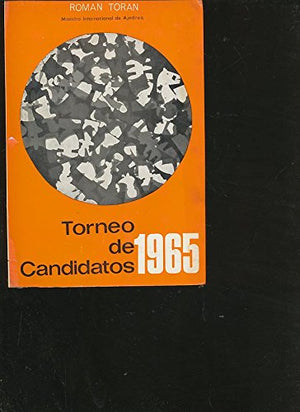 ROMAN TORAN
Maestro Internacional de Ajedrez
Torneo
de
Candidatos 1965